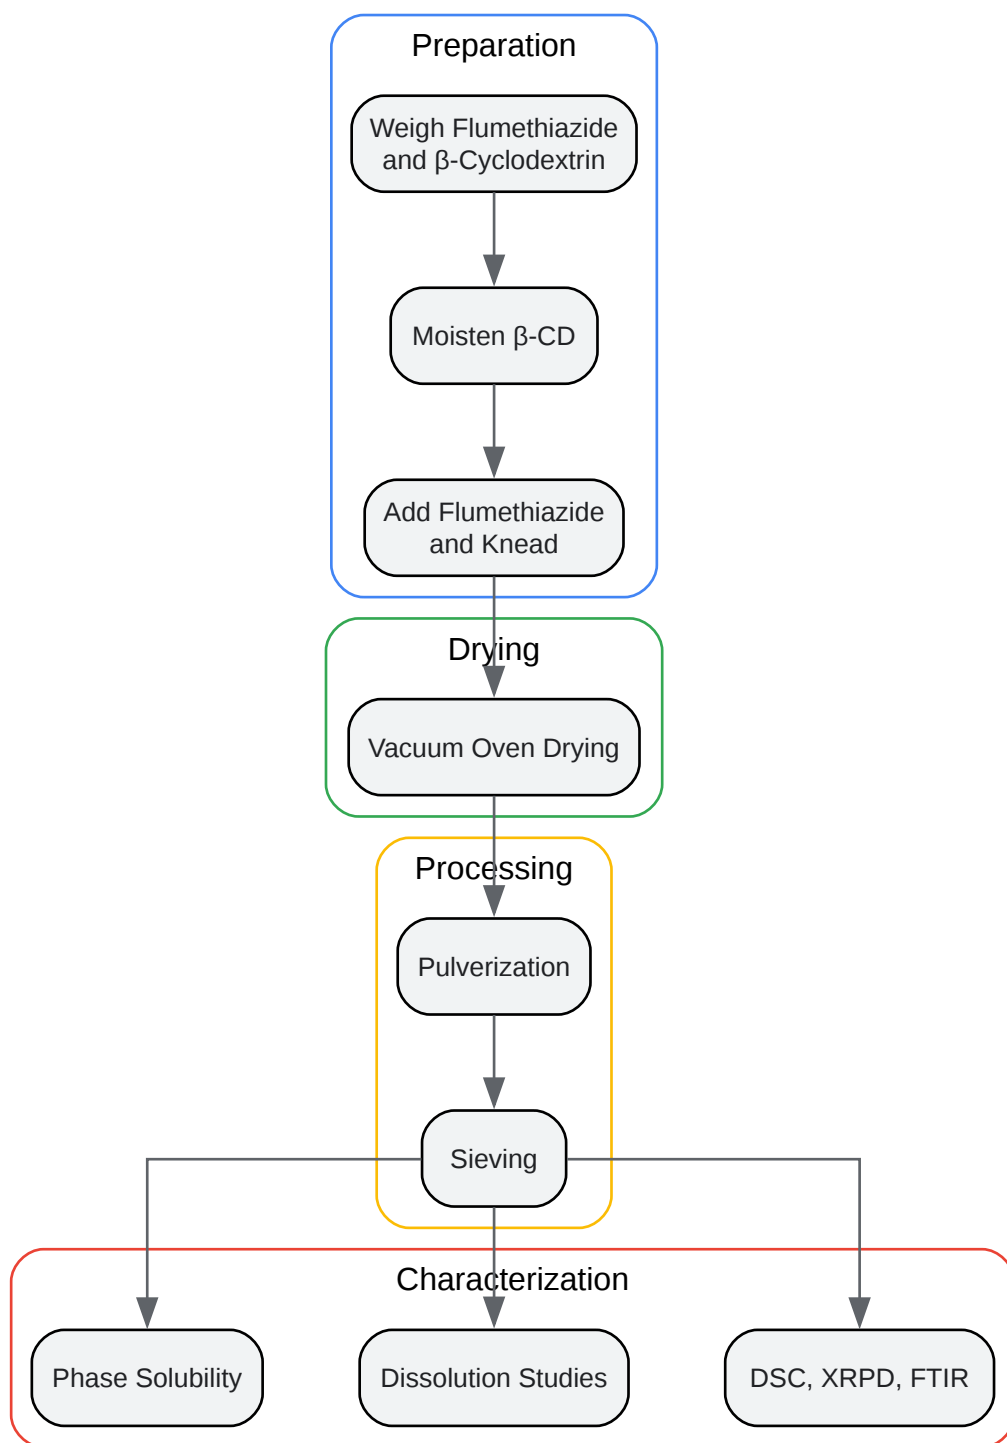 Preparation
Weigh Flumethiazide
and β-Cyclodextrin
Moisten β-CD
Add Flumethiazide
and Knead
Drying
Vacuum Oven Drying
Processing
Pulverization
Sieving
Characterization
Phase Solubility
Dissolution Studies
DSC, XRPD, FTIR